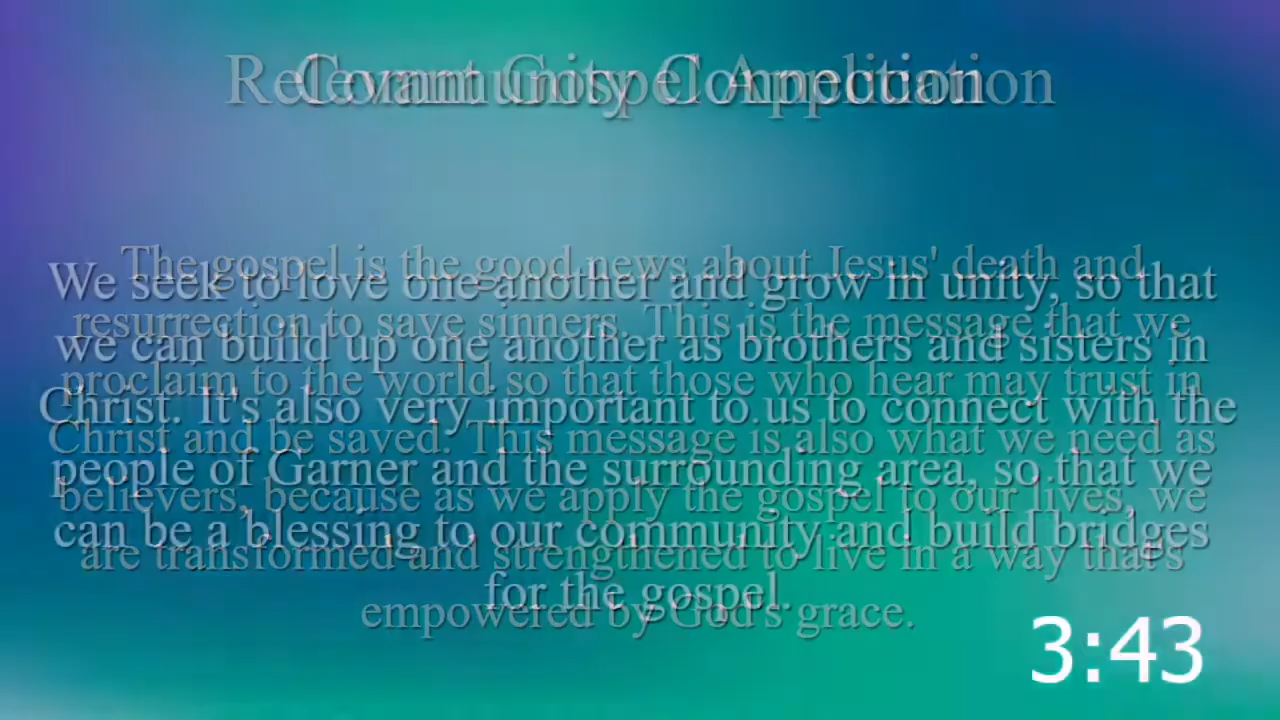 Relevant Gospel Application
Community Connection
The gospel is the good news about Jesus' death and
resurrection to save sinners. This is the message that we
proclaim to the world so that those who hear may trust in
Christ and be saved. This message is also what we need as
believers, because as we apply the gospel to our lives, we
are transformed and strengthened to live in a way that's
empowered by God's grace.
We seek to love one another and grow in unity, so that
we can build up one another as brothers and sisters in
Christ. It's also very important to us to connect with the
people of Garner and the surrounding area, so that we
can be a blessing to our community and build bridges
for the gospel.
3:43